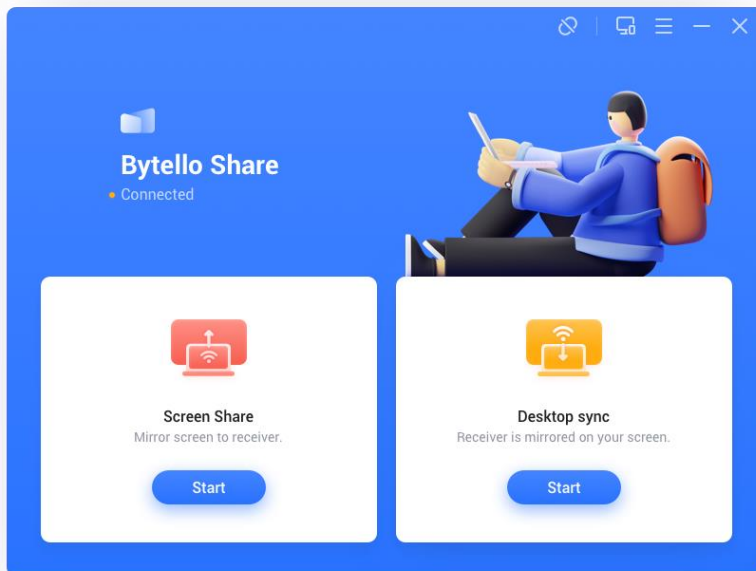 Bytello Share
Connected
Screen Share
Mirror screen to receiver.
Start
Desktop sync
Receiver is mirrored on your screen.
Start